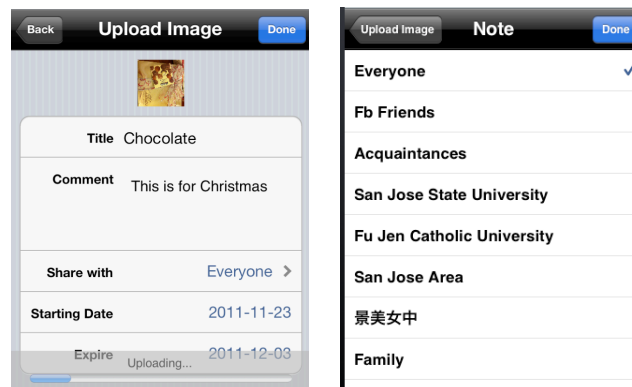 Back Upload Image Done
Title Chocolate
Comment This is for Christmas
Share with Everyone
Starting Date 2011-11-23
Expire 2011-12-03
Uploading...
Upload Image Note Done
Everyone
Fb Friends
Acquaintances
San Jose State University
Fu Jen Catholic University
San Jose Area
景美女中
Family